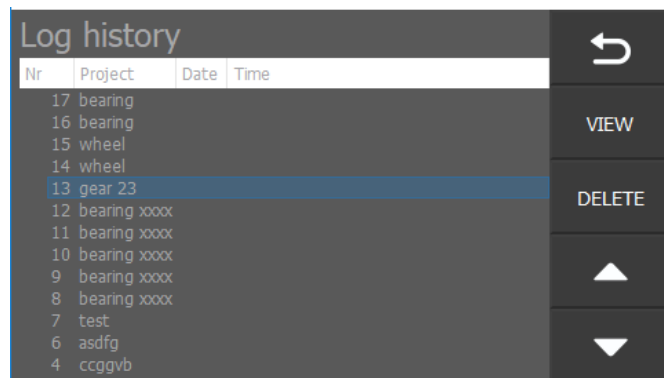 Log history
Nr Project Date Time
17 bearing
16 bearing
15 wheel
14 wheel
13 gear 23
12 bearing xxxx
11 bearing xxxx
10 bearing xxxx
9 bearing xxxx
8 bearing xxxx
7 test
6 asdfg
4 ccggvb
VIEW
DELETE